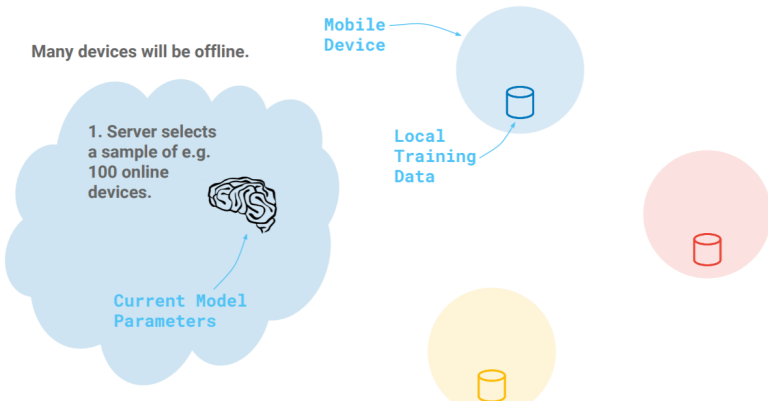 Many devices will be offline.
1. Server selects
a sample of e.g.
100 online
devices.
Current Model
Parameters
Mobile
Device
Local
Training
Data